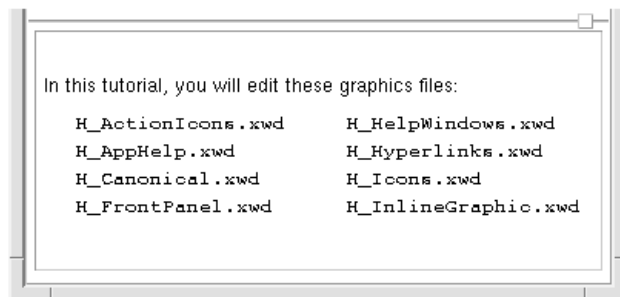 In this tutorial, you will edit these graphics files:
H_ActionIcons.xwd H_HelpWindows.xwd
H_AppHelp.xwd H_Hyperlinks.xwd
H_Canonical.xwd H_Icons.xwd
H_FrontPanel.xwd H_InlineGraphic.xwd